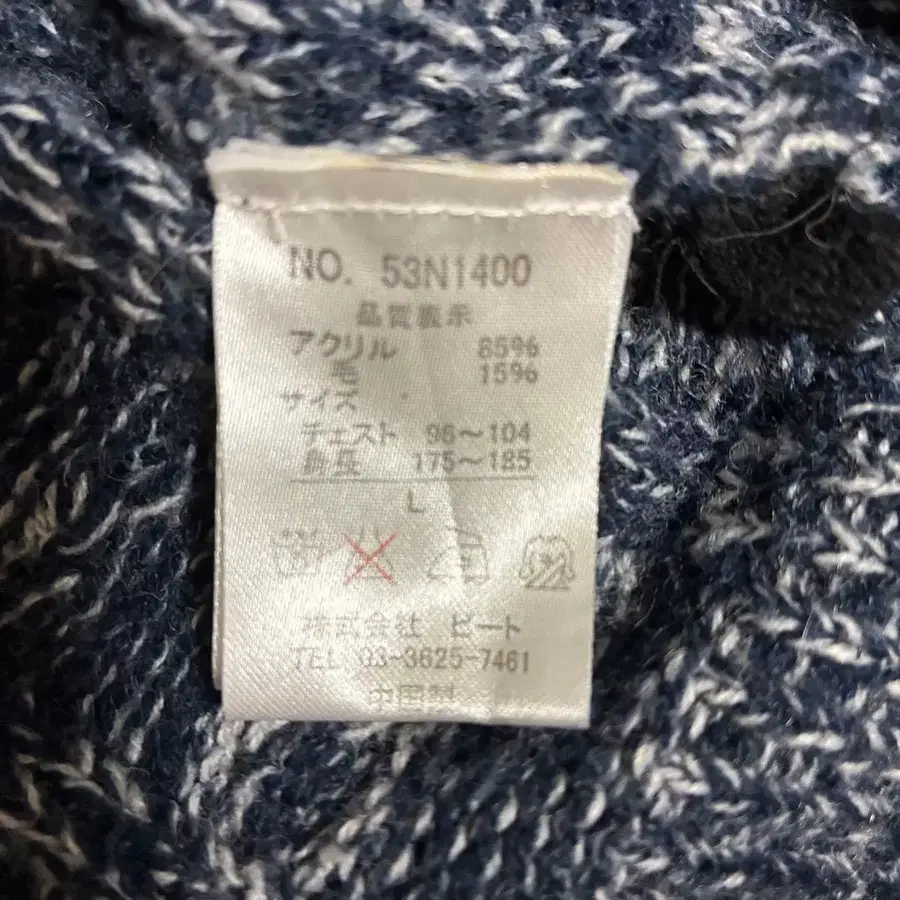 NO. 53N1400
品質表示
アクリル 85%
毛 15%
サイズ
チェスト 96～104
身長 175～185
L
株式会社 ビート
TEL 03-3625-7461
中国製